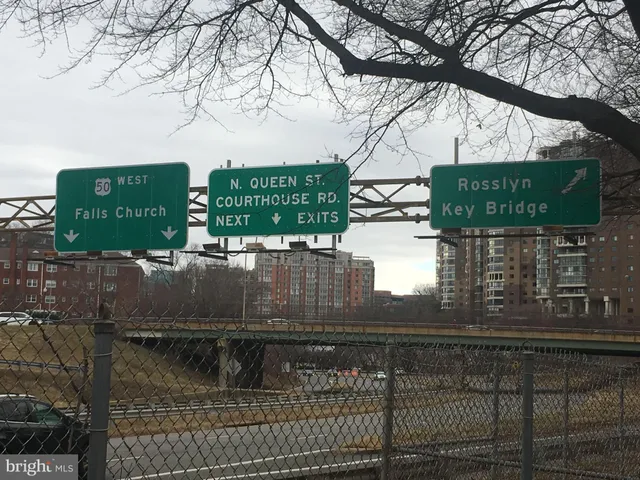 50 WEST
Falls Church
N. QUEEN ST.
COURTHOUSE RD.
NEXT EXITS
Rosslyn
Key Bridge
bright MLS